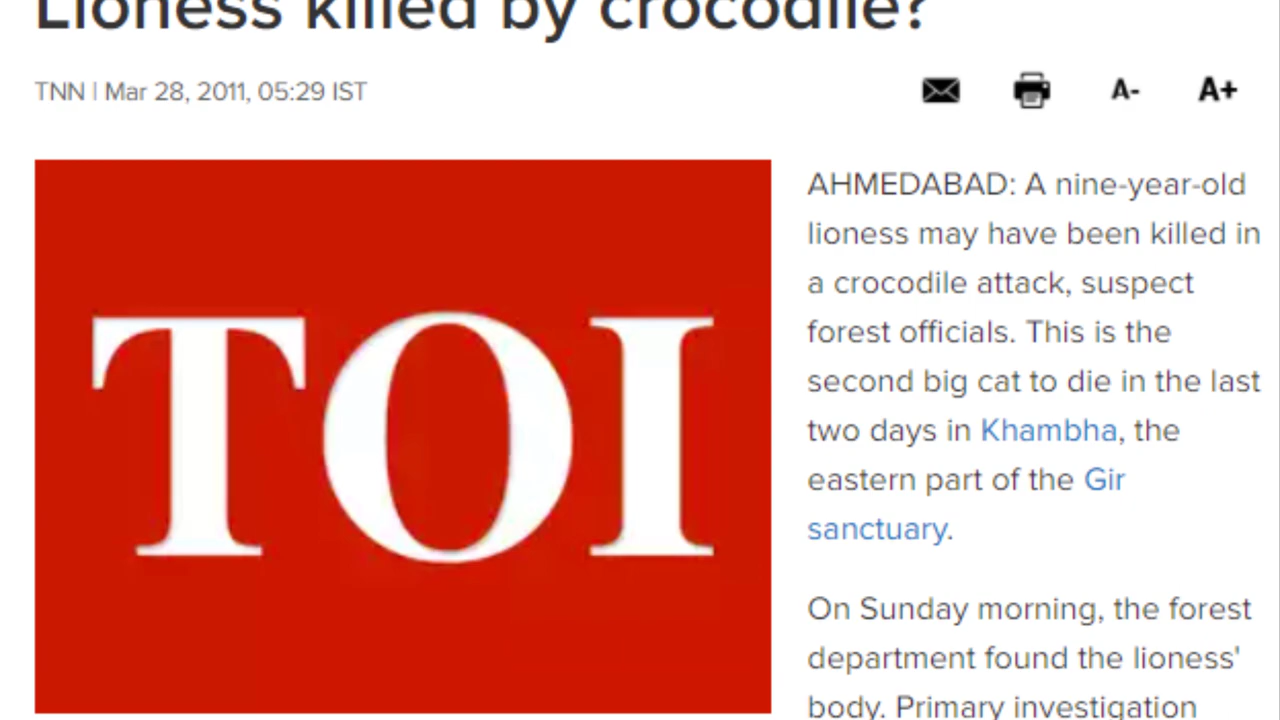 Lioness killed by crocodile?
TNN | Mar 28, 2011, 05:29 IST
A-
A+
TOI
AHMEDABAD: A nine-year-old
lioness may have been killed in
a crocodile attack, suspect
forest officials. This is the
second big cat to die in the last
two days in Khambha, the
eastern part of the Gir
sanctuary.
On Sunday morning, the forest
department found the lioness'
body. Primary investigation